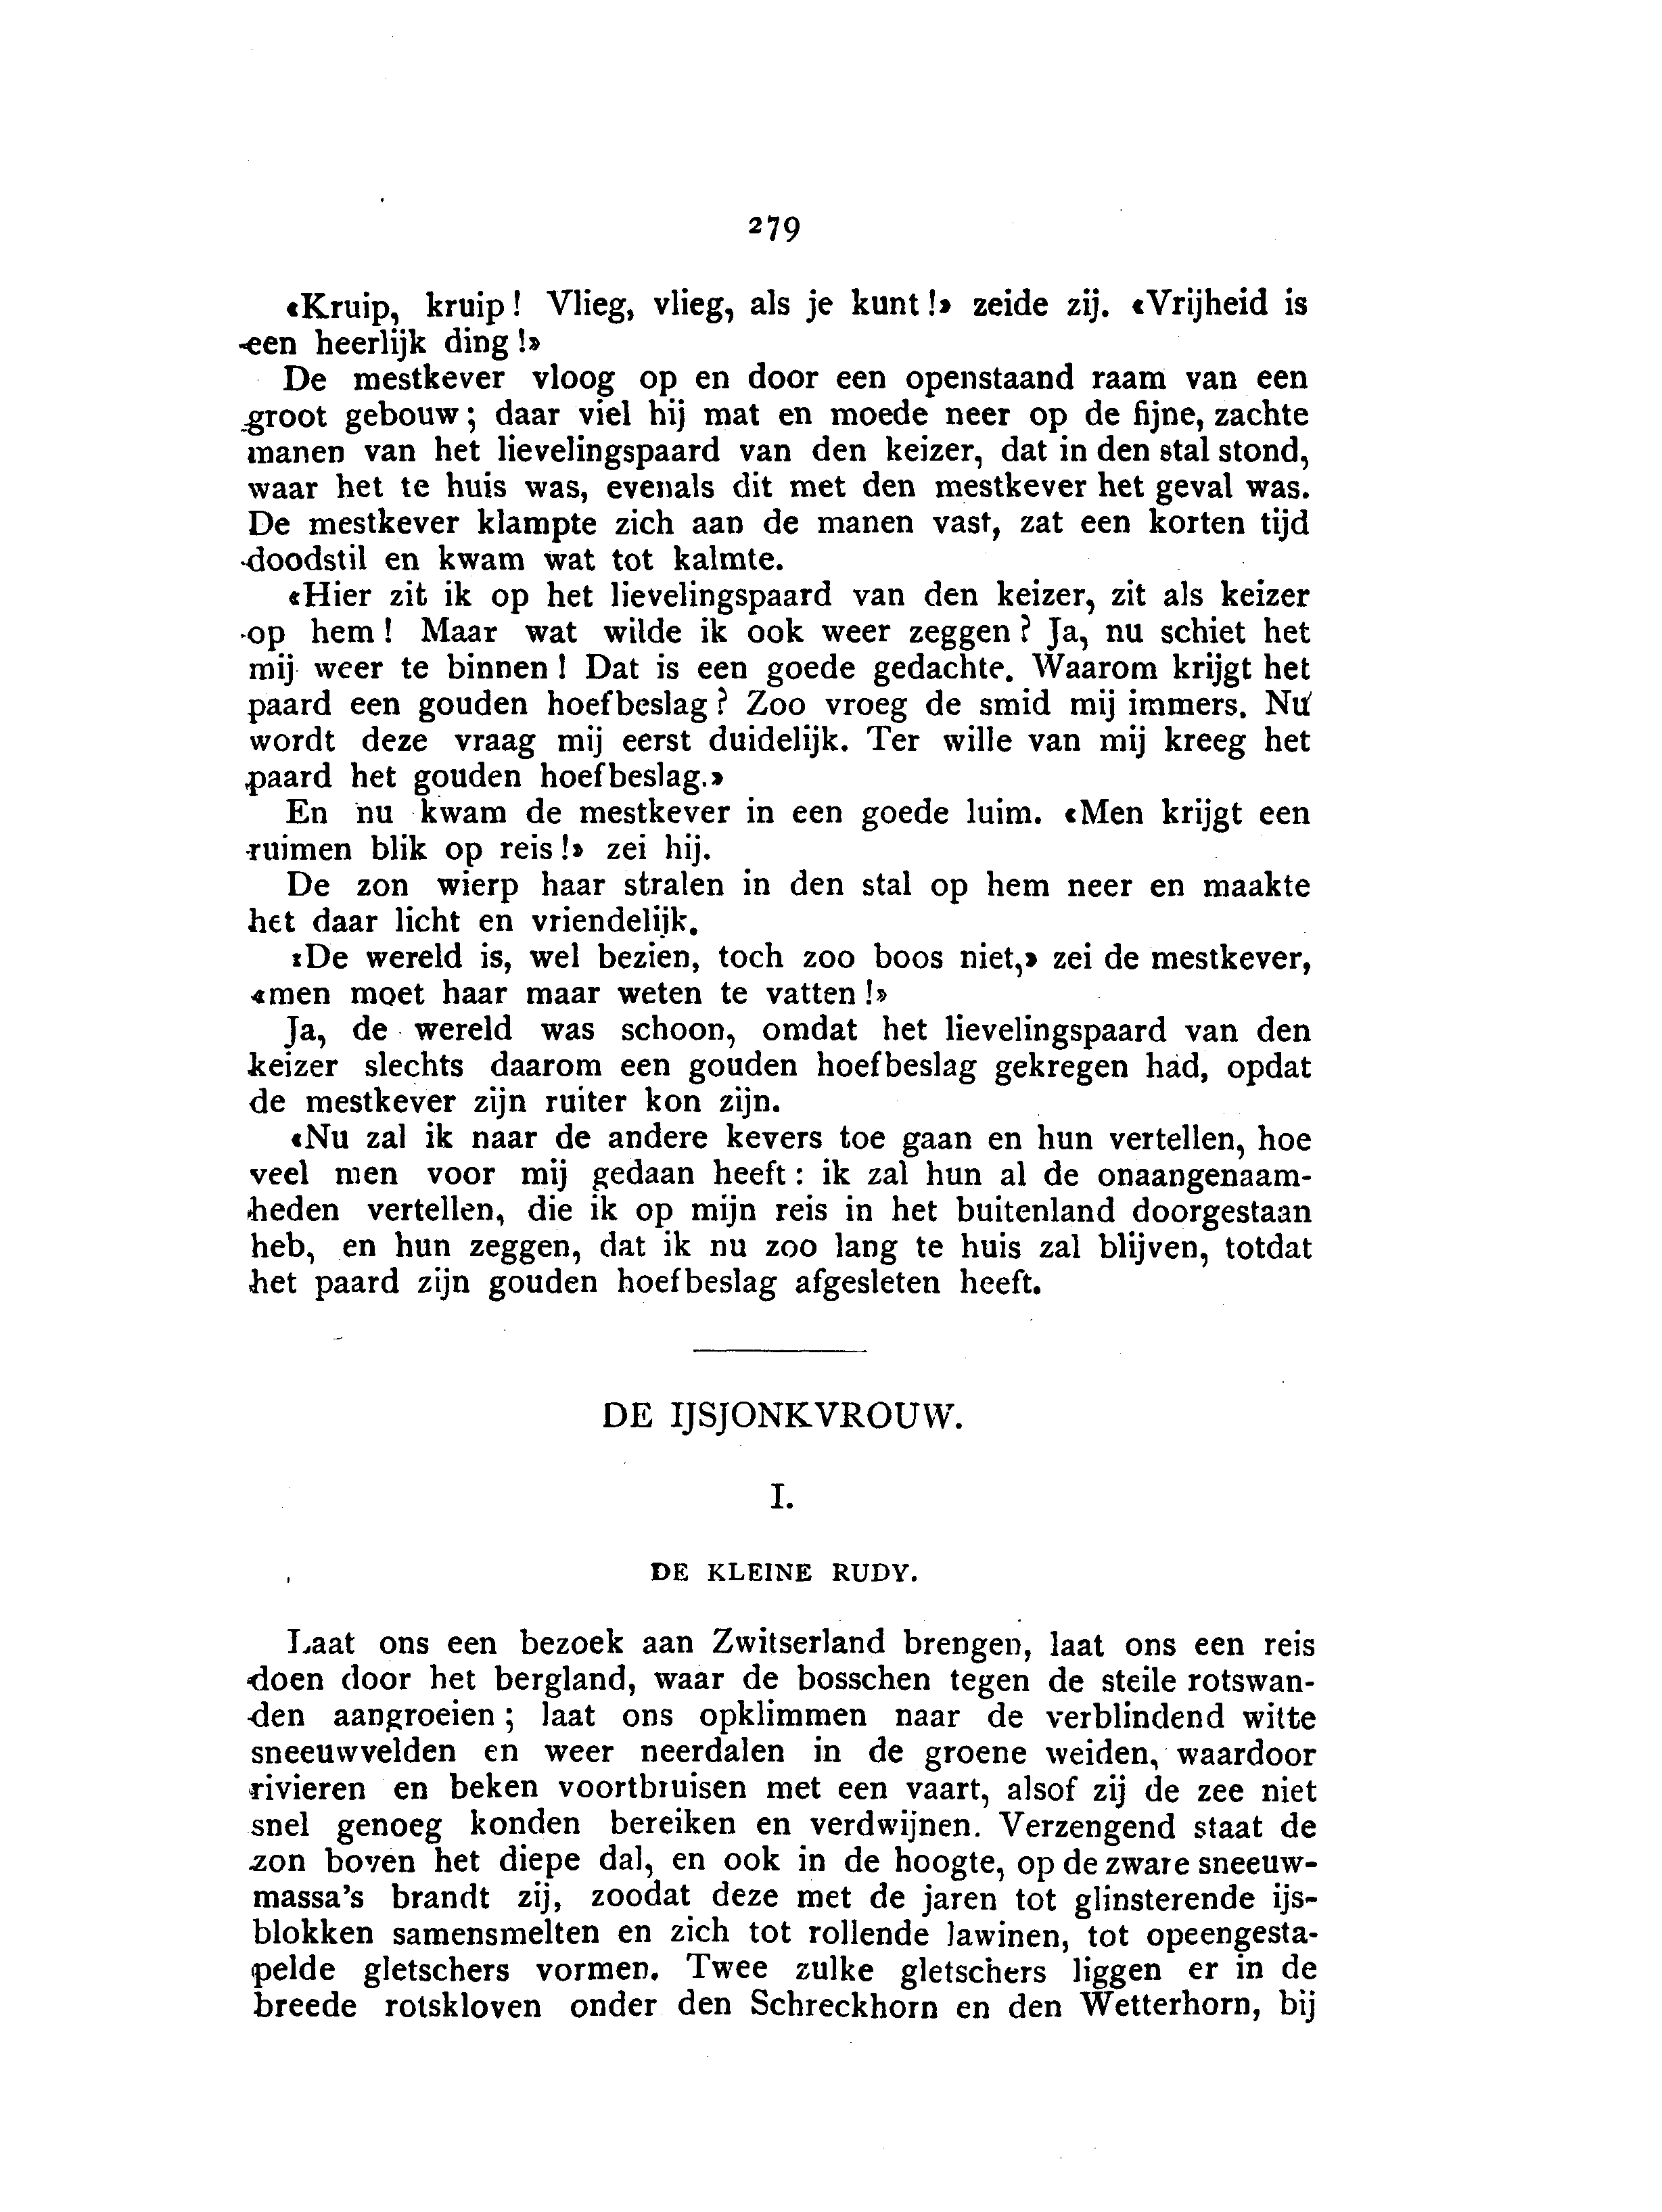 279
«Kruip, kruip! Vlieg, vlieg, als je kunt!» zeide zij. «Vrijheid is
een heerlijk ding!»
De mestkever vloog op en door een openstaand raam van een
groot gebouw; daar viel hij mat en moede neer op de fijne, zachte
manen van het lievelingspaard van den keizer, dat in den stal stond,
waar het te huis was, evenals dit met den mestkever het geval was.
De mestkever klampte zich aan de manen vast, zat een korten tijd
doodstil en kwam wat tot kalmte.
«Hier zit ik op het lievelingspaard van den keizer, zit als keizer
op hem! Maar wat wilde ik ook weer zeggen? Ja, nu schiet het
mij weer te binnen! Dat is een goede gedachte. Waarom krijgt het
paard een gouden hoefbeslag? Zoo vroeg de smid mij immers. Nu
wordt deze vraag mij eerst duidelijk. Ter wille van mij kreeg het
paard het gouden hoefbeslag.»
En nu kwam de mestkever in een goede luim. «Men krijgt een
ruimen blik op reis!» zei hij.
De zon wierp haar stralen in den stal op hem neer en maakte
het daar licht en vriendelijk.
«De wereld is, wel bezien, toch zoo boos niet,» zei de mestkever,
«men moet haar maar weten te vatten!»
Ja, de wereld was schoon, omdat het lievelingspaard van den
keizer slechts daarom een gouden hoefbeslag gekregen had, opdat
de mestkever zijn ruiter kon zijn.
«Nu zal ik naar de andere kevers toe gaan en hun vertellen, hoe
veel men voor mij gedaan heeft: ik zal hun al de onaangenaam-
heden vertellen, die ik op mijn reis in het buitenland doorgestaan
heb, en hun zeggen, dat ik nu zoo lang te huis zal blijven, totdat
het paard zijn gouden hoefbeslag afgesleten heeft.
DE IJSJONKVROUW.
I.
DE KLEINE RUDY.
Laat ons een bezoek aan Zwitserland brengen, laat ons een reis
doen door het bergland, waar de bosschen tegen de steile rotswan-
den aangroeien; laat ons opklimmen naar de verblindend witte
sneeuwvelden en weer neerdalen in de groene weiden, waardoor
rivieren en beken voortbruisen met een vaart, alsof zij de zee niet
snel genoeg konden bereiken en verdwijnen. Verzengend staat de
zon boven het diepe dal, en ook in de hoogte, op de zware sneeuw-
massa's brandt zij, zoodat deze met de jaren tot glinsterende ijs-
blokken samensmelten en zich tot rollende lawinen, tot opeengesta-
pelde gletschers vormen. Twee zulke gletschers liggen er in de
breede rotskloven onder den Schreckhorn en den Wetterhorn, bij